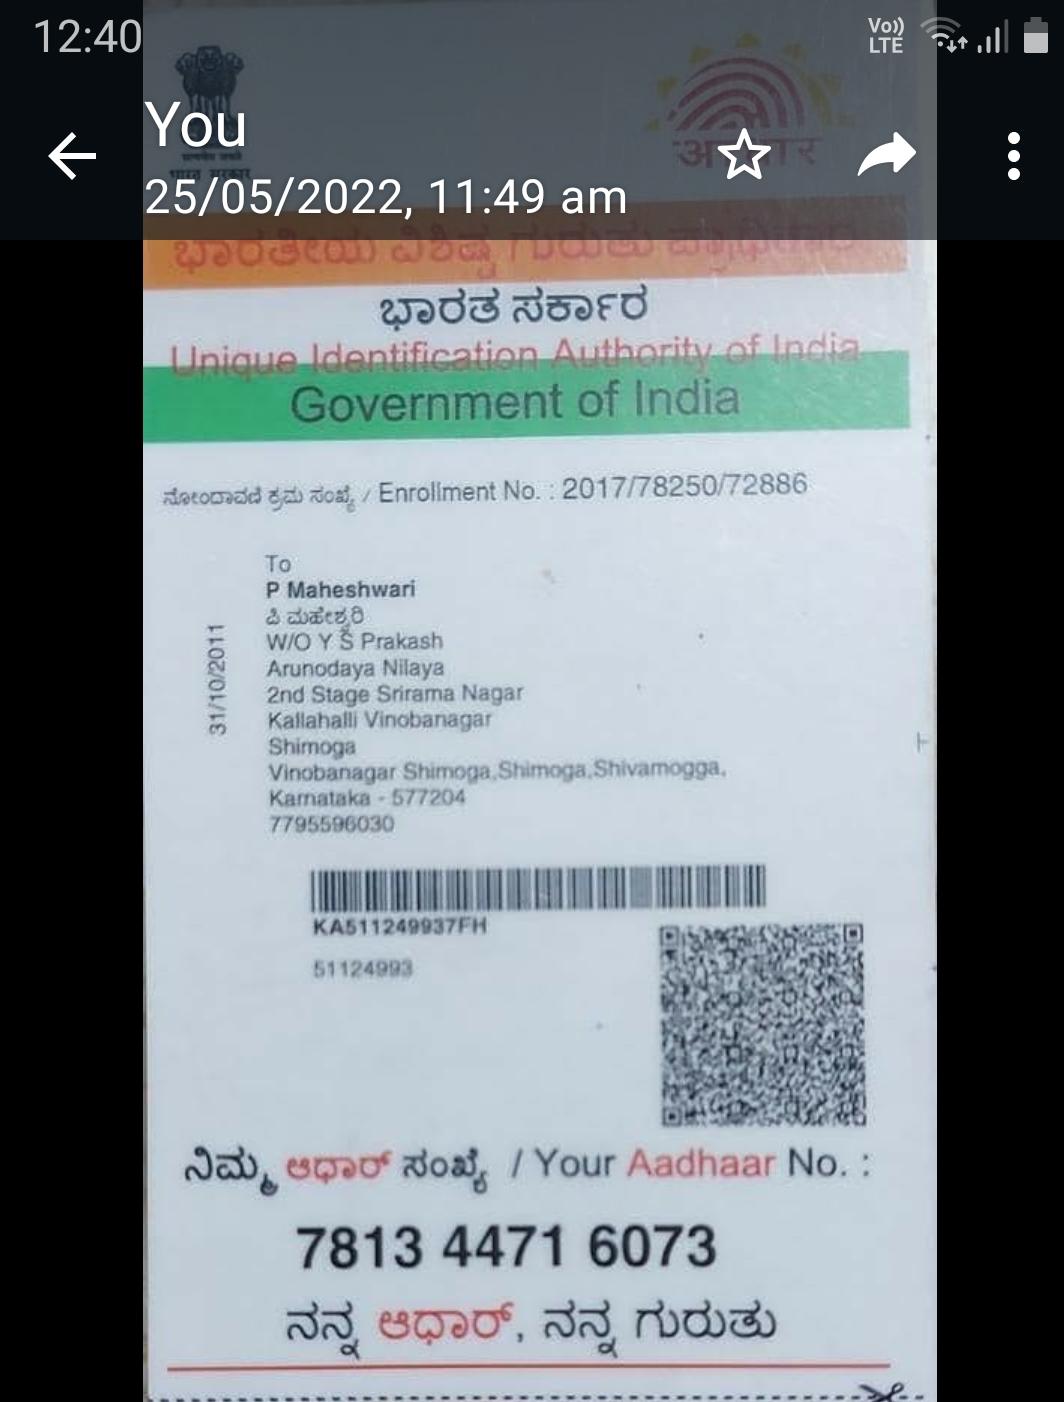 12:40
Vo)) LTE
You
25/05/2022, 11:49 am
भारत सरकार
ಭಾರತೀಯ ವಿಶಿಷ್ಟ ಗುರುತು ಪ್ರಾಧಿಕಾರ
ಭಾರತ ಸರ್ಕಾರ
Unique Identification Authority of India
Government of India
ನೋಂದಾವಣಿ ಕ್ರಮ ಸಂಖ್ಯೆ / Enrollment No. : 2017/78250/72886
31/10/2011
To
P Maheshwari
ಪಿ ಮಹೇಶ್ವರಿ
W/O Y S Prakash
Arunodaya Nilaya
2nd Stage Srirama Nagar
Kallahalli Vinobanagar
Shimoga
Vinobanagar Shimoga,Shimoga,Shivamogga,
Karnataka - 577204
7795596030
KA511249937FH
51124993
ನಿಮ್ಮ ಆಧಾರ್ ಸಂಖ್ಯೆ / Your Aadhaar No. :
7813 4471 6073
ನನ್ನ ಆಧಾರ್, ನನ್ನ ಗುರುತು